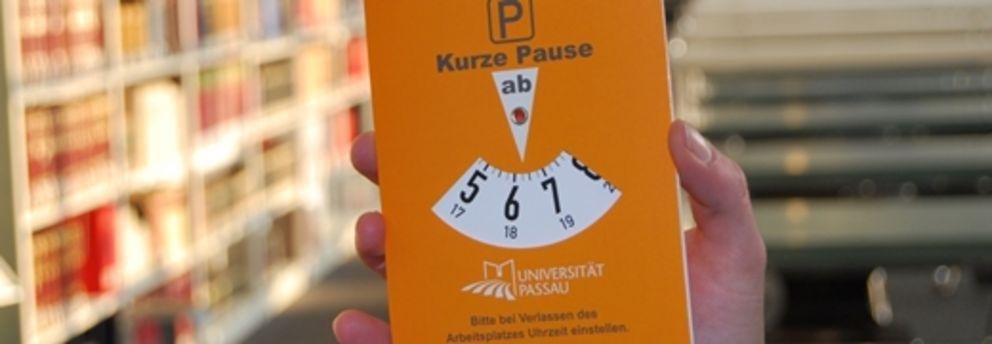 P
Kurze Pause
ab
5 6 7 8
17 18 19
UNIVERSITÄT
PASSAU
Bitte bei Verlassen des
Arbeitsplatzes Uhrzeit einstellen.